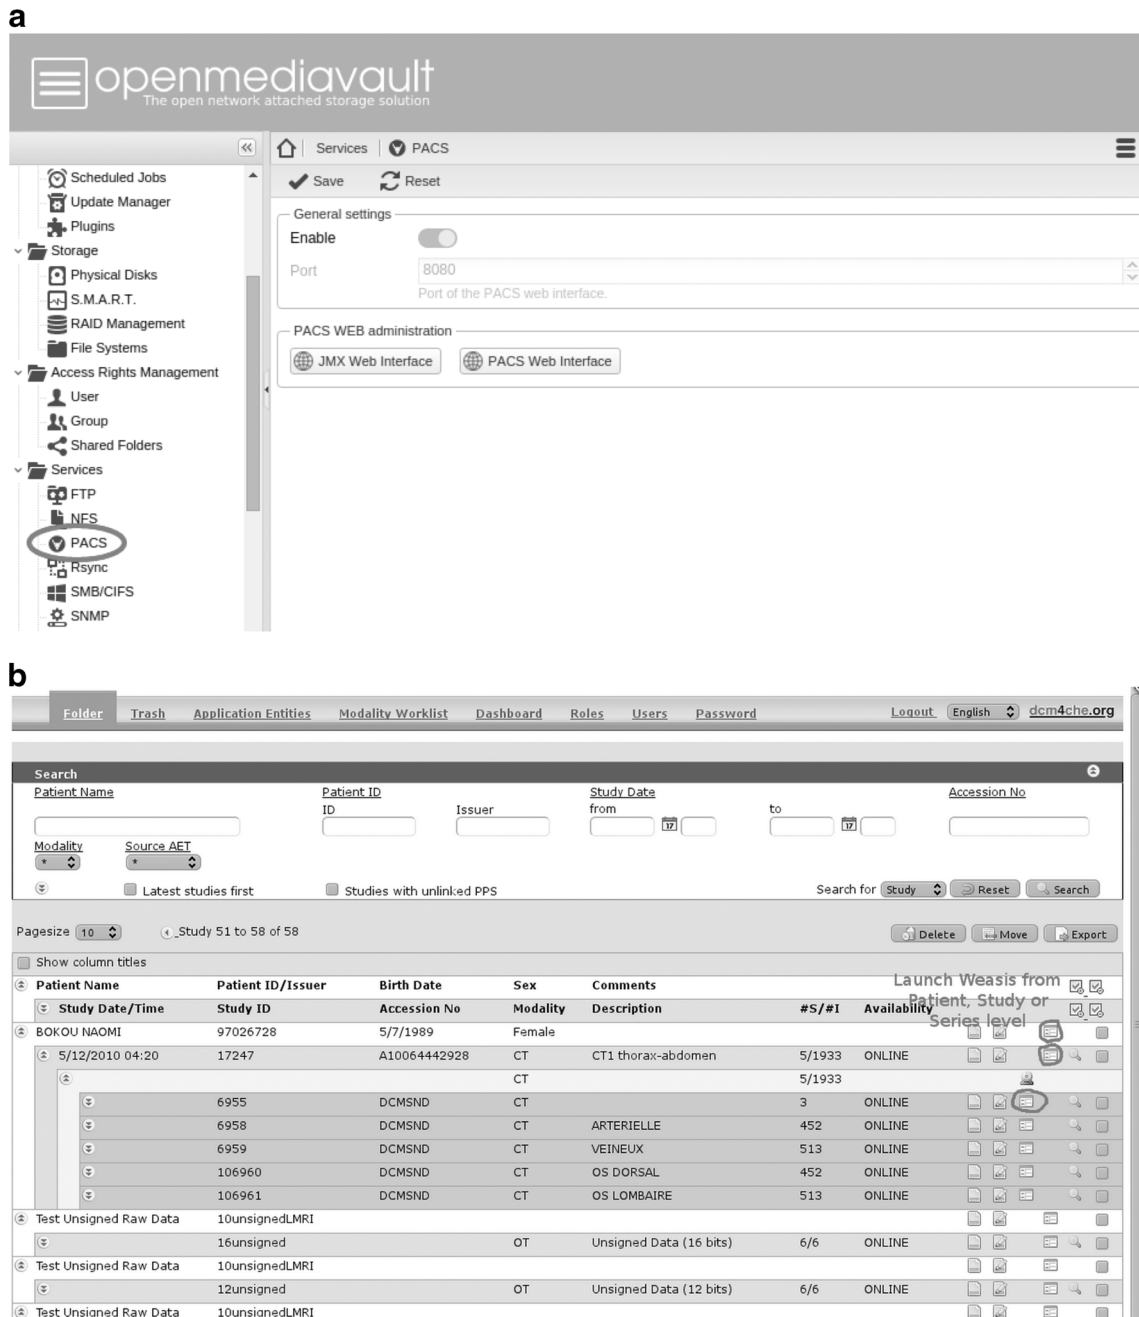 a
openmediavault
The open network attached storage solution
Services PACS
Save Reset
Scheduled Jobs
Update Manager
Plugins
Storage
Physical Disks
S.M.A.R.T.
RAID Management
File Systems
Access Rights Management
User
Group
Shared Folders
Services
FTP
NFS
PACS
Rsync
SMB/CIFS
SNMP
General settings
Enable
Port 8080
Port of the PACS web interface.
PACS WEB administration
JMX Web Interface PACS Web Interface
b
Folder Trash Application Entities Modality Worklist Dashboard Roles Users Password Logout English dcm4che.org
Search
Patient Name Patient ID Study Date Accession No
ID Issuer from to
17 17
Modality Source AET
* *
Latest studies first Studies with unlinked PPS Search for Study Reset Search
Pagesize 10 Study 51 to 58 of 58 Delete Move Export
Show column titles
Patient Name Patient ID/Issuer Birth Date Sex Comments
Study Date/Time Study ID Accession No Modality Description #S/#I Availability
Launch Weasis from
Patient, Study or
Series level
BOKOU NAOMI 97026728 5/7/1989 Female
5/12/2010 04:20 17247 A10064442928 CT CT1 thorax-abdomen 5/1933 ONLINE
CT 5/1933
6955 DCMSND CT 3 ONLINE
6958 DCMSND CT ARTERIELLE 452 ONLINE
6959 DCMSND CT VEINEUX 513 ONLINE
106960 DCMSND CT OS DORSAL 452 ONLINE
106961 DCMSND CT OS LOMBAIRE 513 ONLINE
Test Unsigned Raw Data 10unsignedLMRI
16unsigned OT Unsigned Data (16 bits) 6/6 ONLINE
Test Unsigned Raw Data 10unsignedLMRI
12unsigned OT Unsigned Data (12 bits) 6/6 ONLINE
Test Unsigned Raw Data 10unsignedLMRI